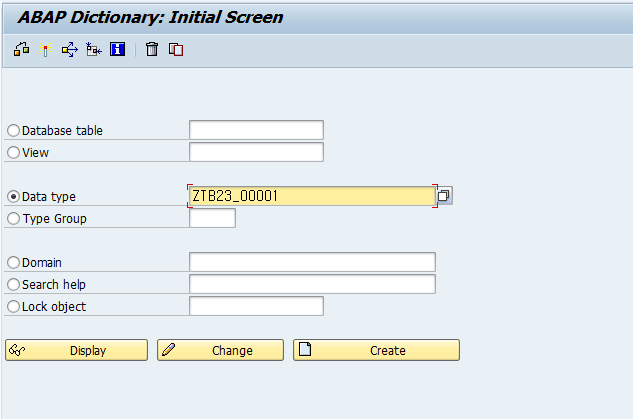 ABAP Dictionary: Initial Screen
Database table
View
Data type ZTB23_00001
Type Group
Domain
Search help
Lock object
Display Change Create